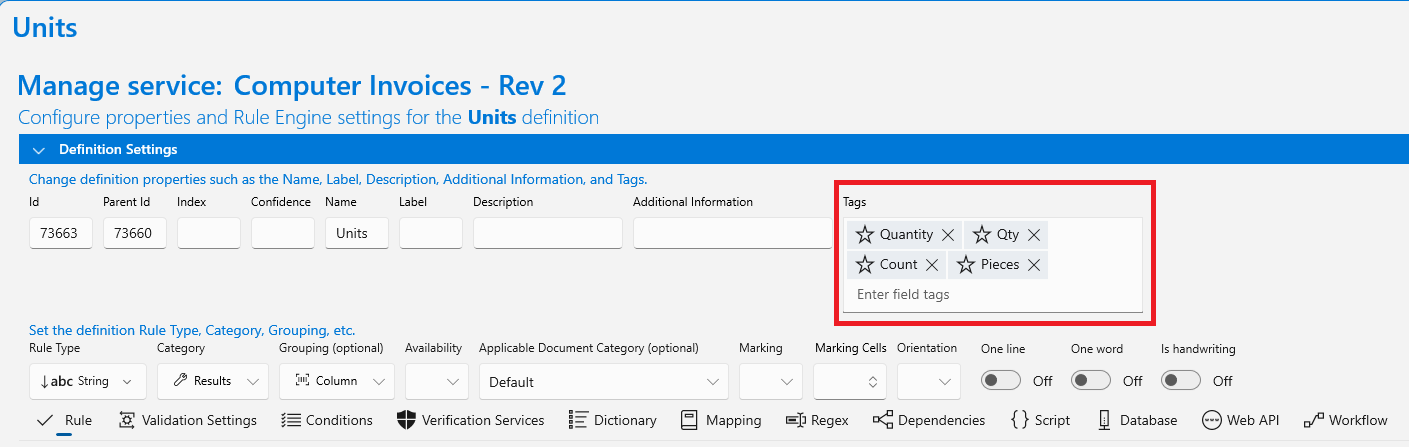 Units
Manage service: Computer Invoices - Rev 2
Configure properties and Rule Engine settings for the Units definition
Definition Settings
Change definition properties such as the Name, Label, Description, Additional Information, and Tags.
Id Parent Id Index Confidence Name Label Description Additional Information Tags
73663 73660 Units Quantity Qty
Count Pieces
Enter field tags
Set the definition Rule Type, Category, Grouping, etc.
Rule Type Category Grouping (optional) Availability Applicable Document Category (optional) Marking Marking Cells Orientation One line One word Is handwriting
abc String Results Column Default Off Off Off
Rule Validation Settings Conditions Verification Services Dictionary Mapping Regex Dependencies Script Database Web API Workflow